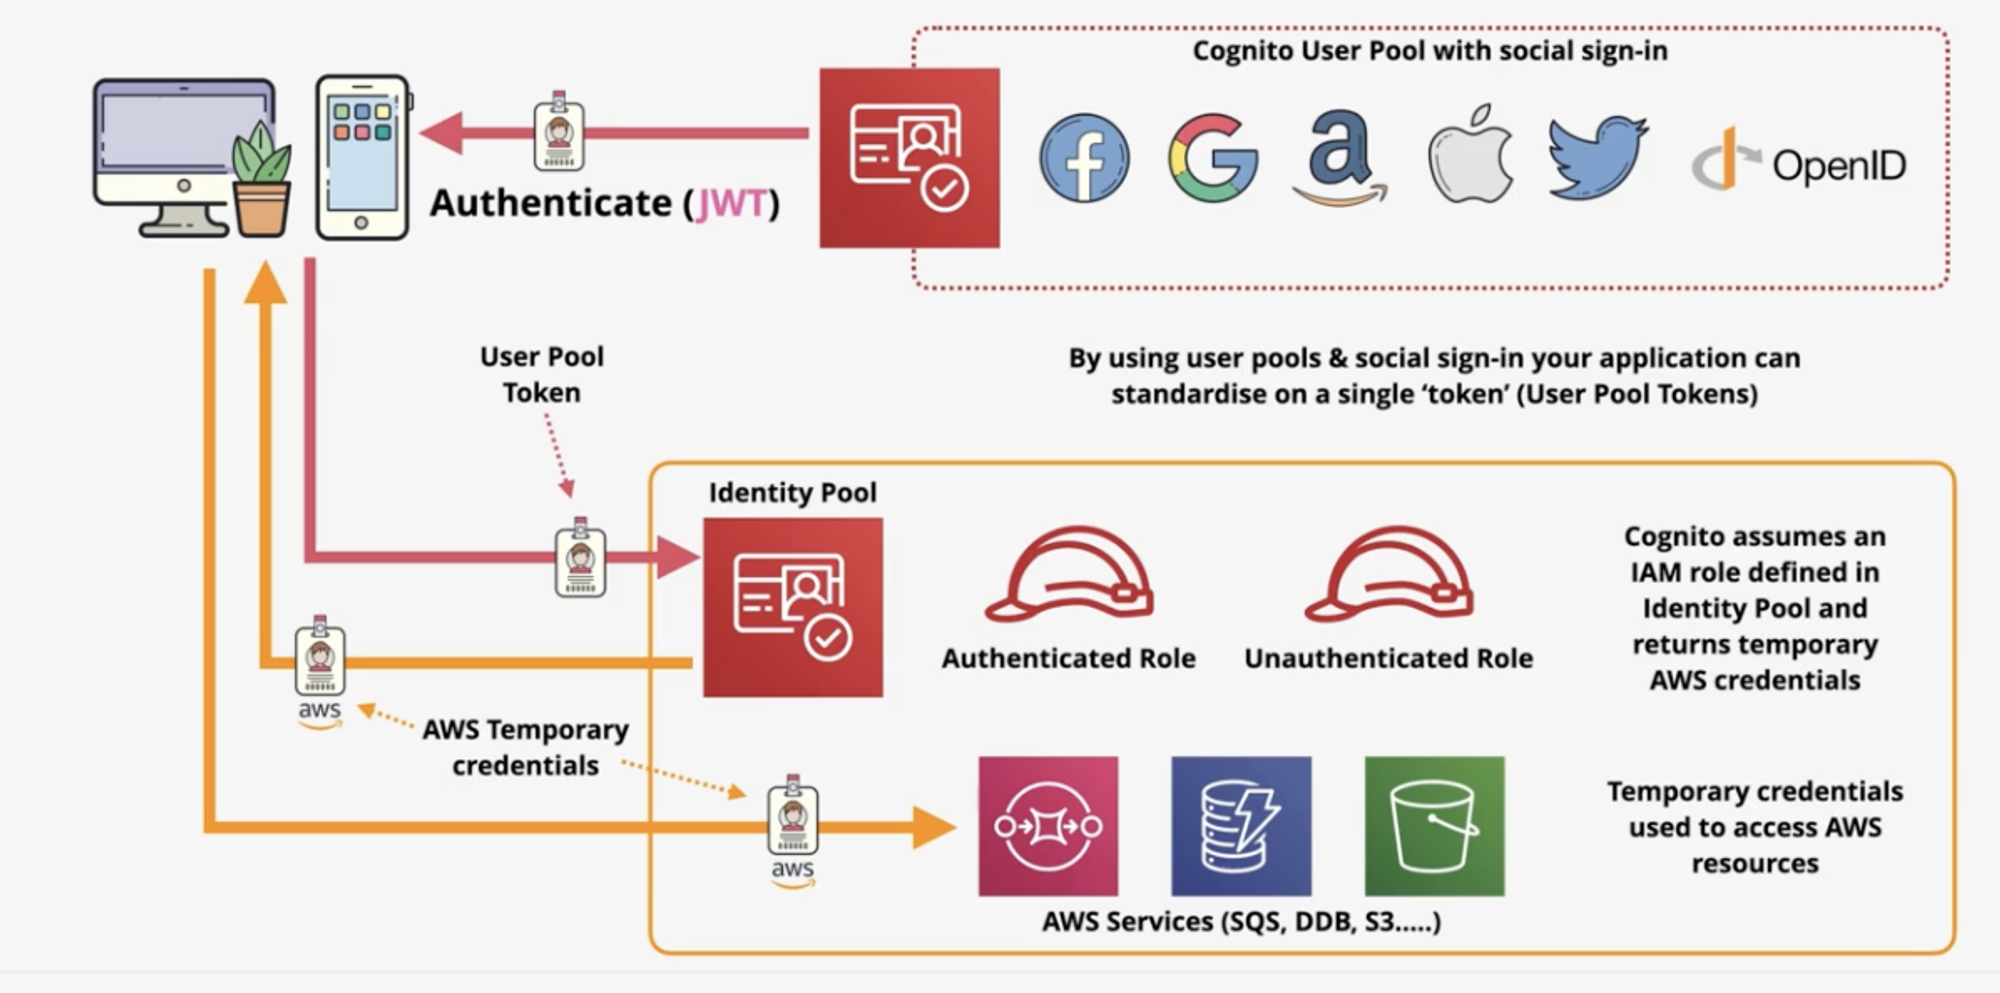 Cognito User Pool with social sign-in
OpenID
Authenticate (JWT)
User Pool
Token
By using user pools & social sign-in your application can
standardise on a single ‘token’ (User Pool Tokens)
Identity Pool
Authenticated Role
Unauthenticated Role
Cognito assumes an
IAM role defined in
Identity Pool and
returns temporary
AWS credentials
aws
AWS Temporary
credentials
aws
AWS Services (SQS, DDB, S3.....)
Temporary credentials
used to access AWS
resources